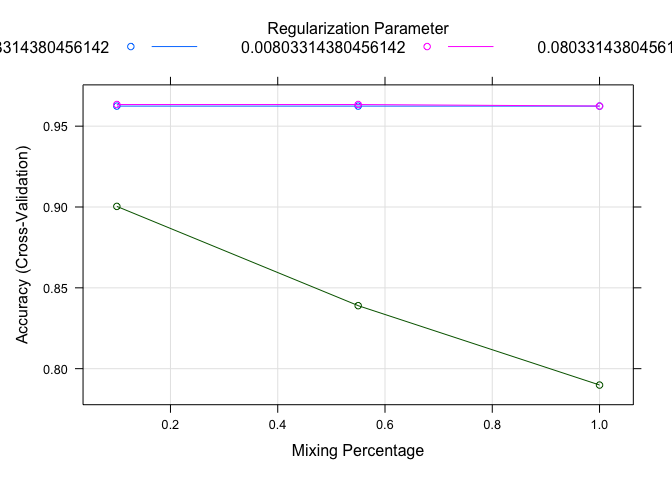 Regularization Parameter
3314380456142 0.00803314380456142 0.0803314380456
0.95
0.90
0.85
0.80
Accuracy (Cross-Validation)
0.2 0.4 0.6 0.8 1.0
Mixing Percentage